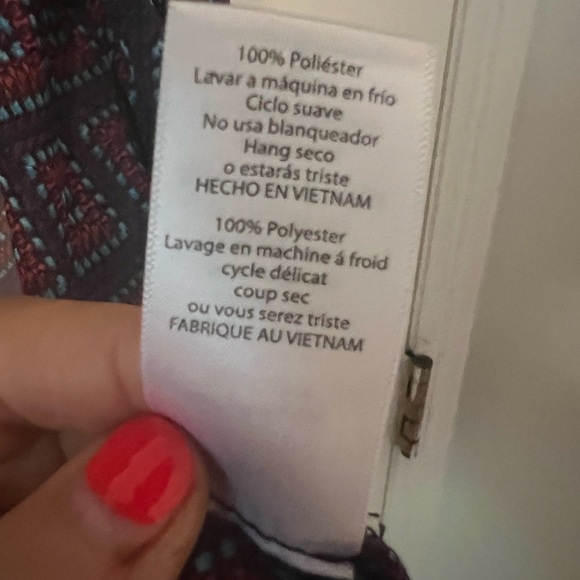 100% Poliéster
Lavar a máquina en frío
Ciclo suave
No usa blanqueador
Hang seco
o estarás triste
HECHO EN VIETNAM
100% Polyester
Lavage en machine á froid
cycle délicat
coup sec
ou vous serez triste
FABRIQUE AU VIETNAM